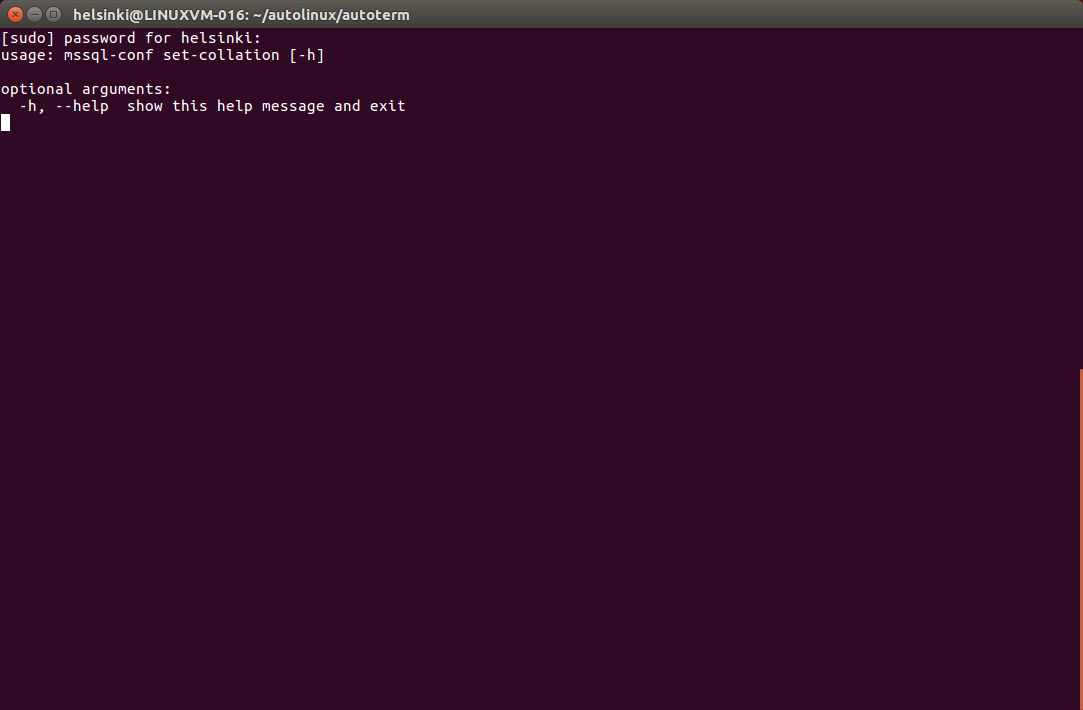 helsinki@LINUXVM-016: ~/autolinux/autoterm
[sudo] password for helsinki:
usage: mssql-conf set-collation [-h]
optional arguments:
  -h, --help  show this help message and exit